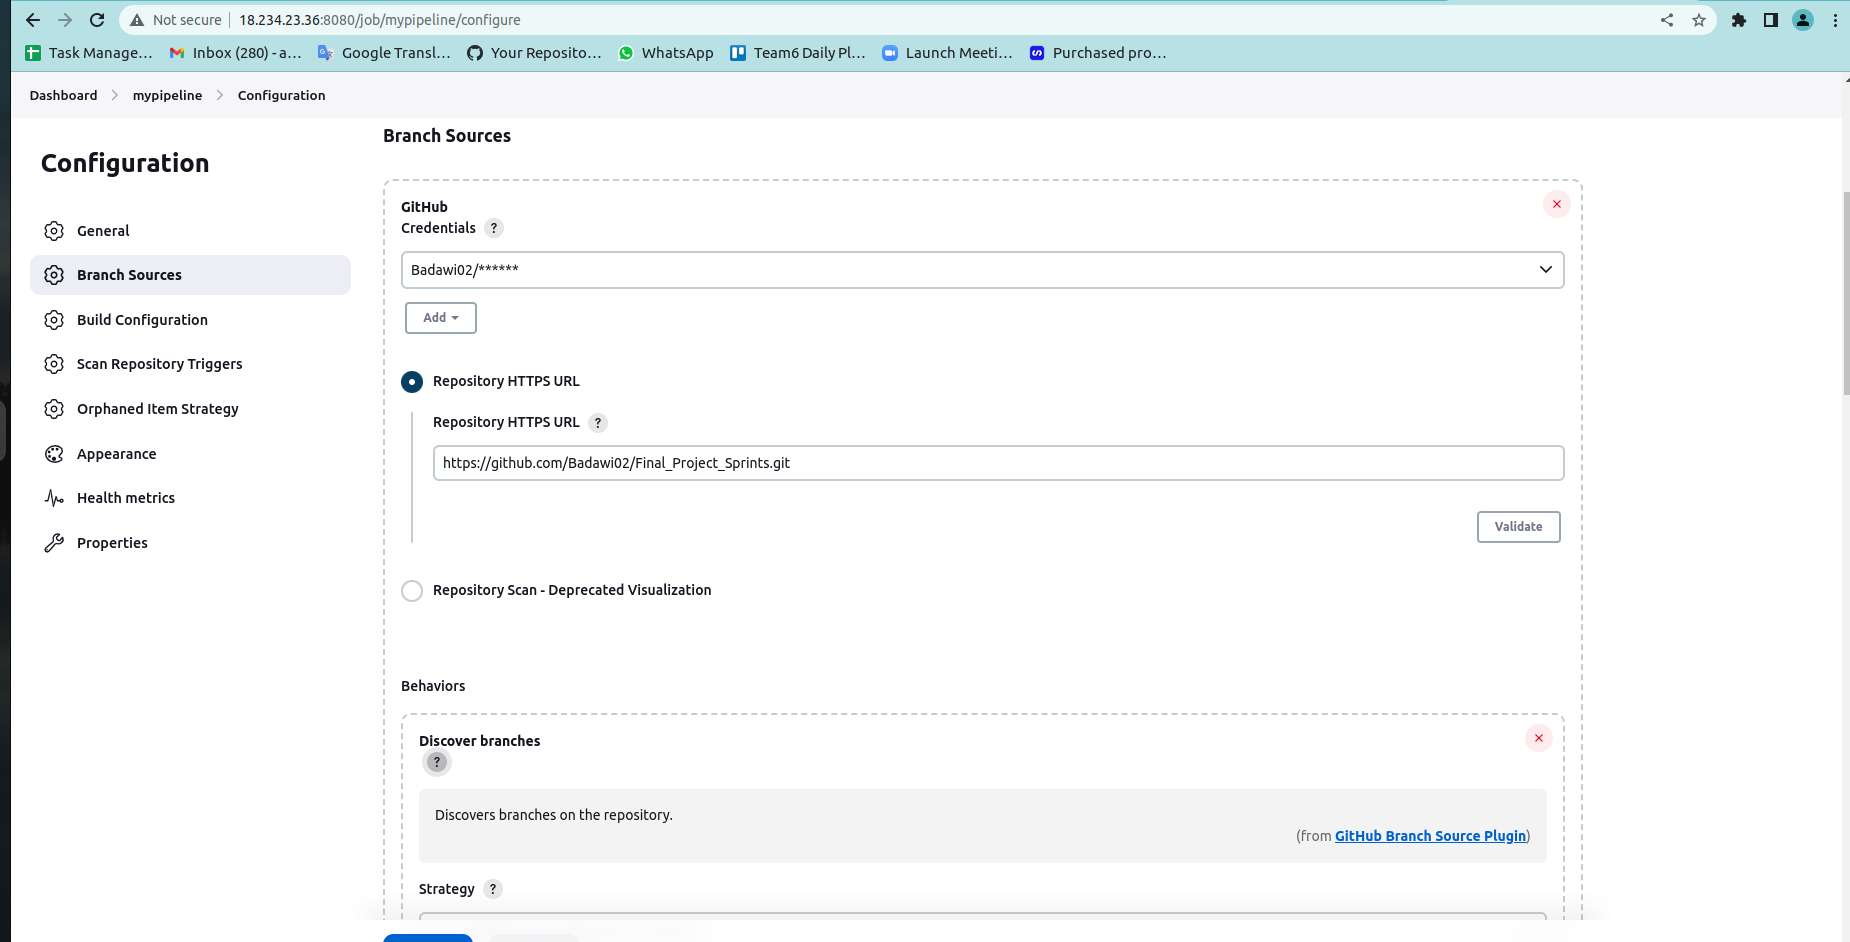 Not secure 18.234.23.36:8080/job/mypipeline/configure
Task Manage... Inbox (280) - a... Google Transl... Your Reposito... WhatsApp Team6 Daily Pl... Launch Meeti... Purchased pro...
Dashboard mypipeline Configuration
Configuration
General
Branch Sources
Build Configuration
Scan Repository Triggers
Orphaned Item Strategy
Appearance
Health metrics
Properties
Branch Sources
GitHub
Credentials ?
Badawi02/******
Add
Repository HTTPS URL
Repository HTTPS URL ?
https://github.com/Badawi02/Final_Project_Sprints.git
Validate
Repository Scan - Deprecated Visualization
Behaviors
Discover branches
?
Discovers branches on the repository.
(from GitHub Branch Source Plugin)
Strategy ?